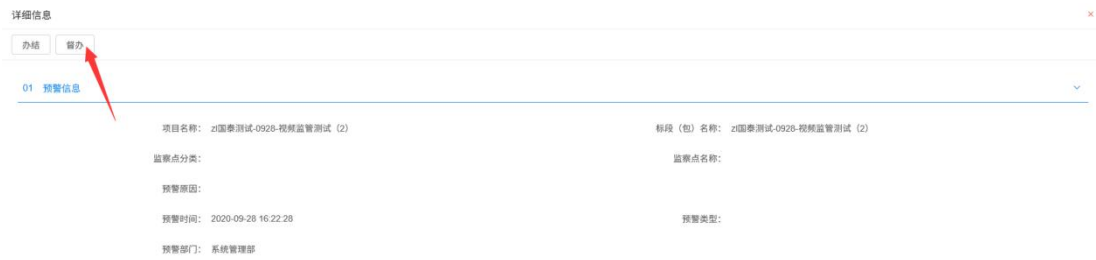 详细信息 ×
办结 督办
01 预警信息
项目名称： zl国泰测试-0928-视频监管测试（2） 标段（包）名称： zl国泰测试-0928-视频监管测试（2）
监察点分类： 监察点名称：
预警原因：
预警时间： 2020-09-28 16:22:28 预警类型：
预警部门： 系统管理部